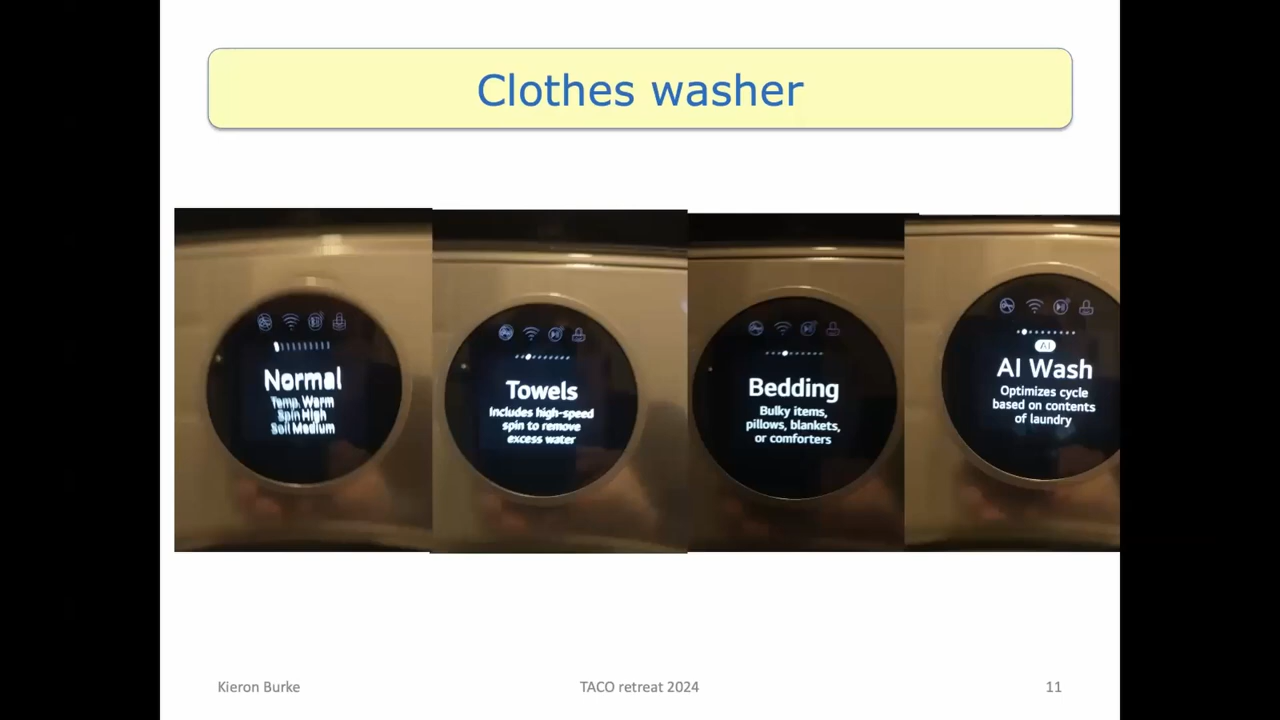 Clothes washer
Normal
Temp. Warm
Spin High
Soil Medium
Towels
Includes high-speed
spin to remove
excess water
Bedding
Bulky items,
pillows, blankets,
or comforters
AI
AI Wash
Optimizes cycle
based on contents
of laundry
Kieron Burke
TACO retreat 2024
11